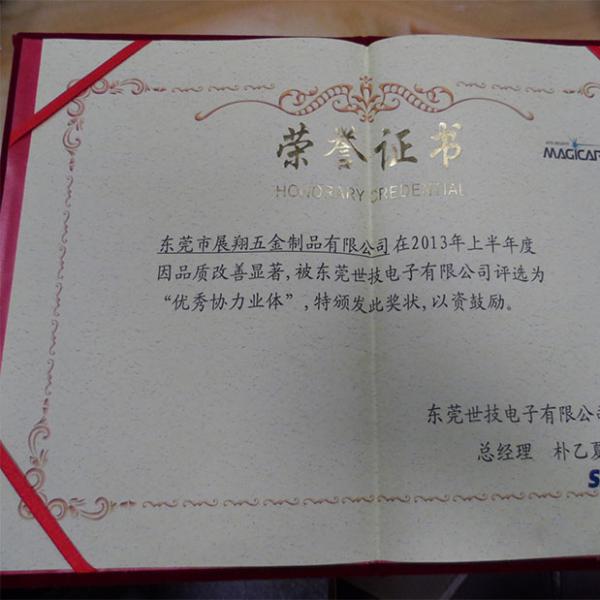 荣誉证书
HONORARY CREDENTIAL
MAGICAR
东莞市展翔五金制品有限公司在2013年上半年度
因品质改善显著,被东莞世技电子有限公司评选为
“优秀协力业体”,特颁发此奖状,以资鼓励。
东莞世技电子有限公司
总经理 朴乙夏
S